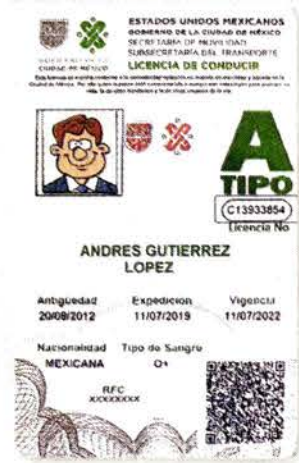 ESTADOS UNIDOS MEXICANOS
GOBIERNO DE LA CIUDAD DE MÉXICO
SECRETARÍA DE MOVILIDAD
SUBSECRETARÍA DEL TRANSPORTE
LICENCIA DE CONDUCIR
CIUDAD DE MÉXICO
A
TIPO
C13933854
Licencia No
ANDRES GUTIERREZ
LOPEZ
Antigüedad Expedición Vigencia
20/09/2012 11/07/2019 11/07/2022
Nacionalidad Tipo de Sangre
MEXICANA O+
RFC
XXXXXXXX